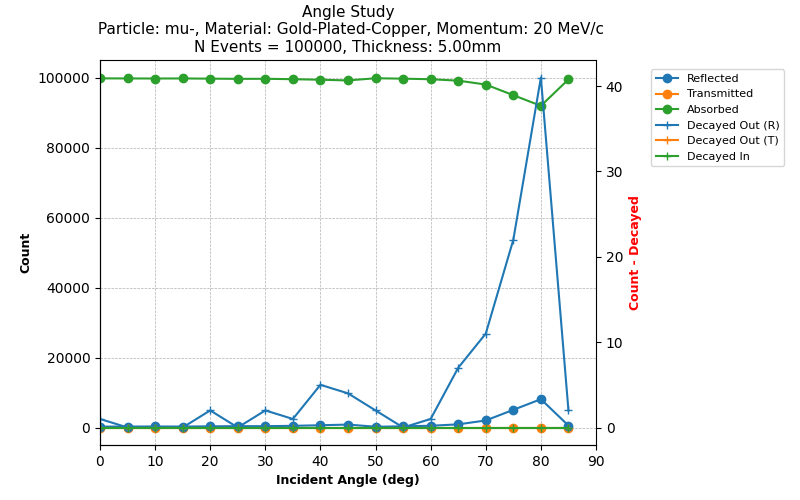 Angle Study
Particle: mu-, Material: Gold-Plated-Copper, Momentum: 20 MeV/c
N Events = 100000, Thickness: 5.00mm
100000
80000
60000
40000
20000
0
Count
0 10 20 30 40 50 60 70 80 90
Incident Angle (deg)
40
30
20
10
0
Count - Decayed
Reflected
Transmitted
Absorbed
Decayed Out (R)
Decayed Out (T)
Decayed In